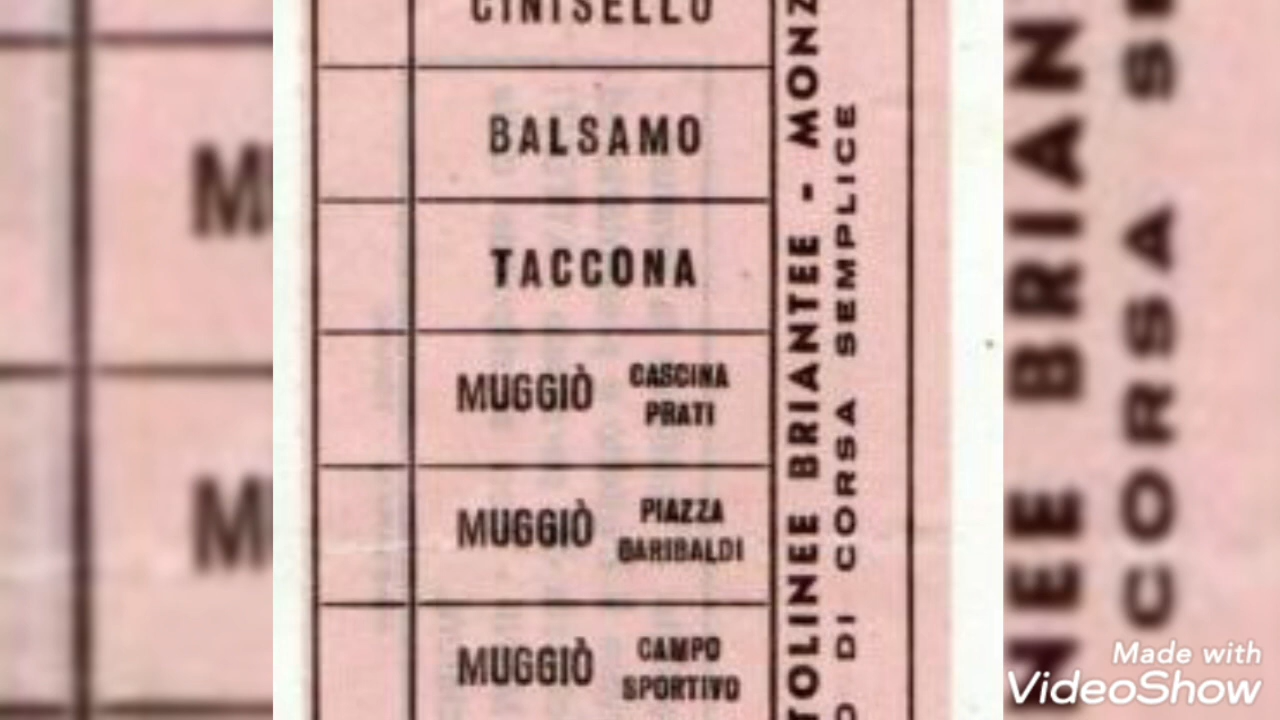 CINISELLO
BALSAMO
TACCONA
MUGGIÒ CASCINA PRATI
MUGGIÒ PIAZZA GARIBALDI
MUGGIÒ CAMPO SPORTIVO
TOLINEE BRIANTEE - MONZ
O DI CORSA SEMPLICE
M
M
NEE BRIAN
CORSA SE
Made with
VideoShow